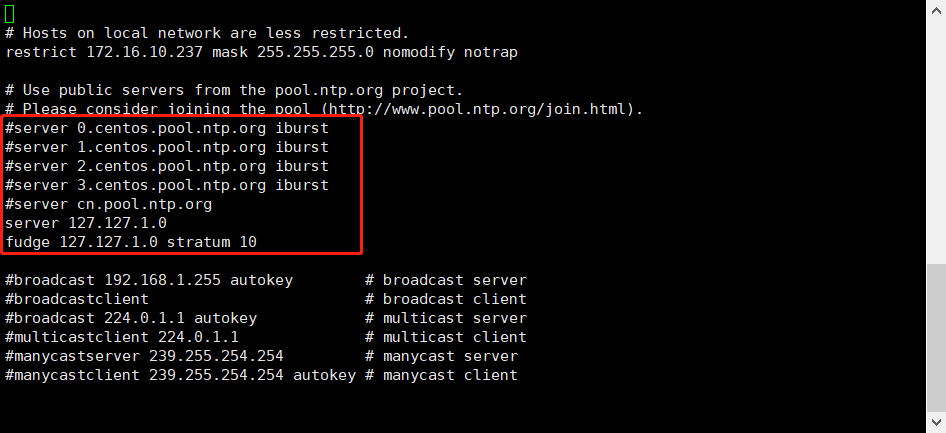 # Hosts on local network are less restricted.
restrict 172.16.10.237 mask 255.255.255.0 nomodify notrap
# Use public servers from the pool.ntp.org project.
# Please consider joining the pool (http://www.pool.ntp.org/join.html).
#server 0.centos.pool.ntp.org iburst
#server 1.centos.pool.ntp.org iburst
#server 2.centos.pool.ntp.org iburst
#server 3.centos.pool.ntp.org iburst
#server cn.pool.ntp.org
server 127.127.1.0
fudge 127.127.1.0 stratum 10
#broadcast 192.168.1.255 autokey        # broadcast server
#broadcastclient                        # broadcast client
#broadcast 224.0.1.1 autokey            # multicast server
#multicastclient 224.0.1.1              # multicast client
#manycastserver 239.255.254.254         # manycast server
#manycastclient 239.255.254.254 autokey # manycast client